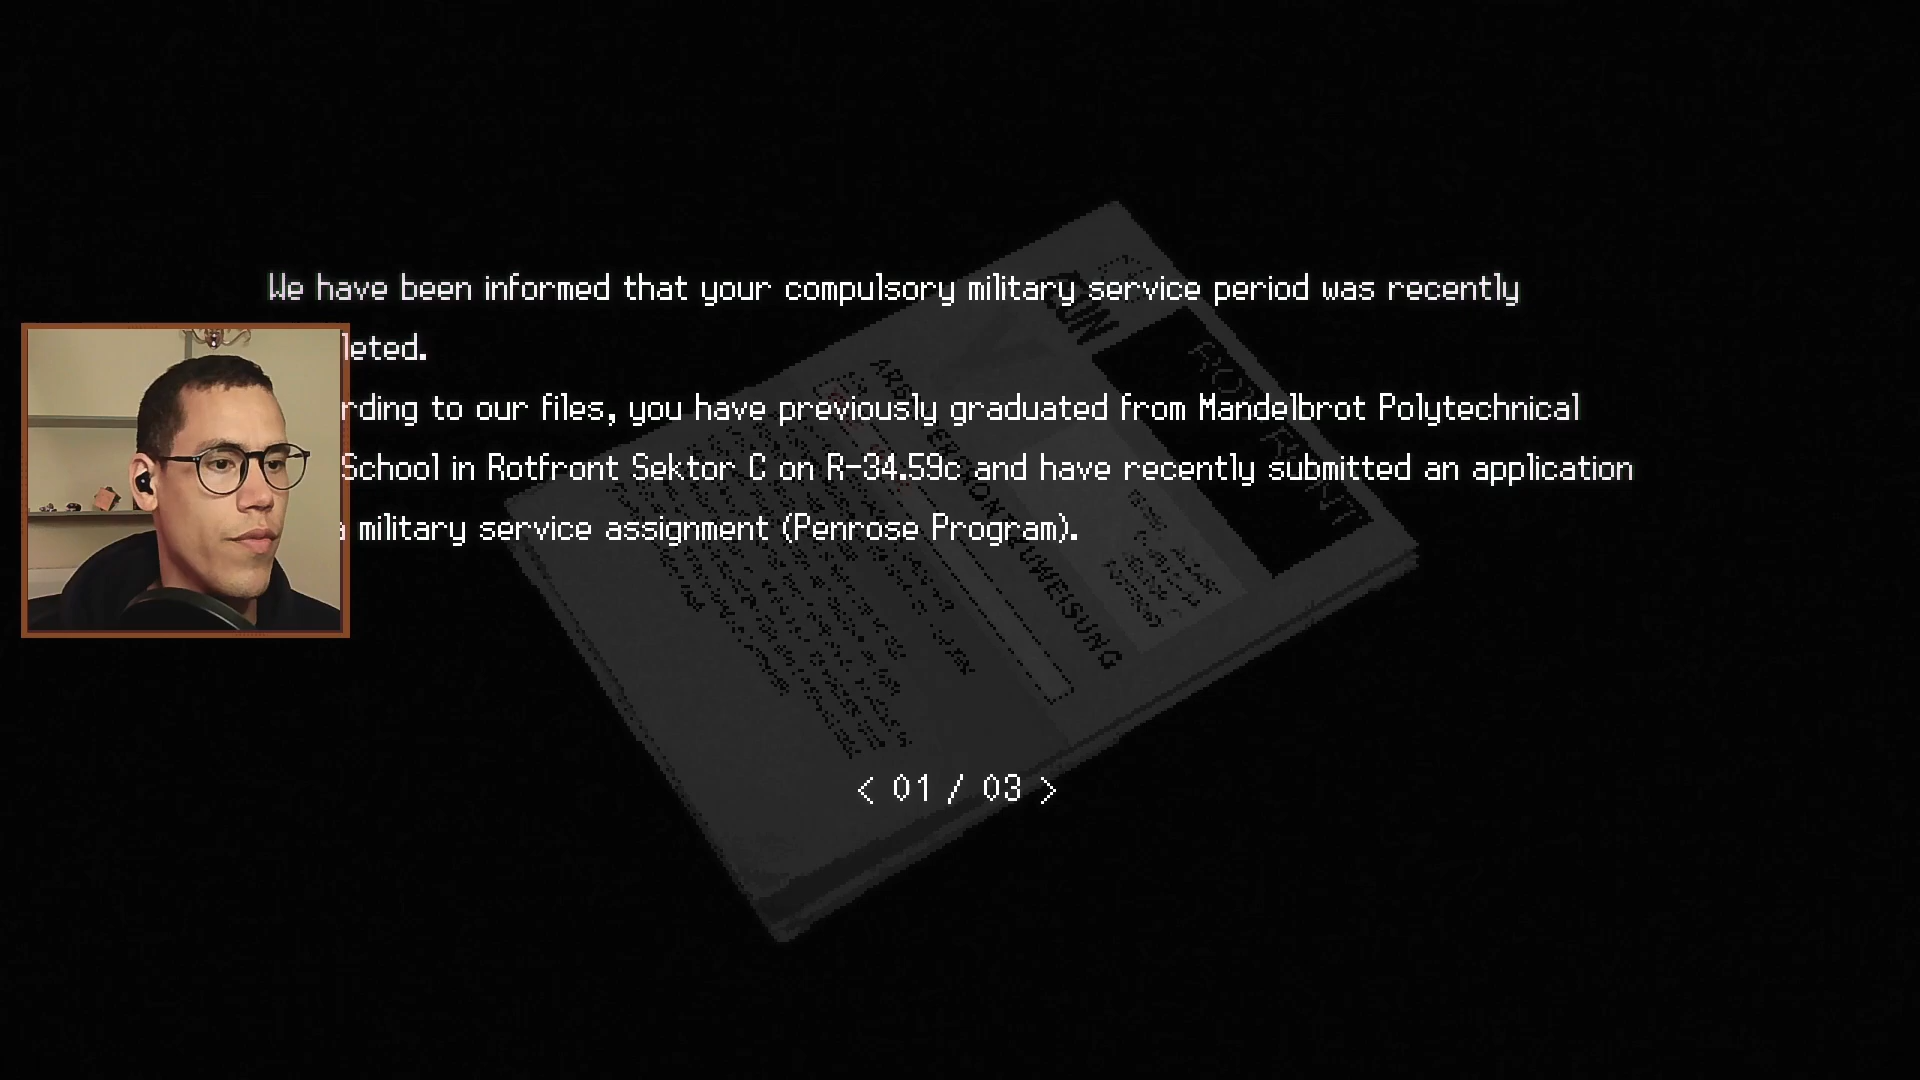 We have been informed that your compulsory military service period was recently
leted.
rding to our files, you have previously graduated from Mandelbrot Polytechnical
School in Rotfront Sektor C on R-34.59c and have recently submitted an application
a military service assignment (Penrose Program).
< 01 / 03 >